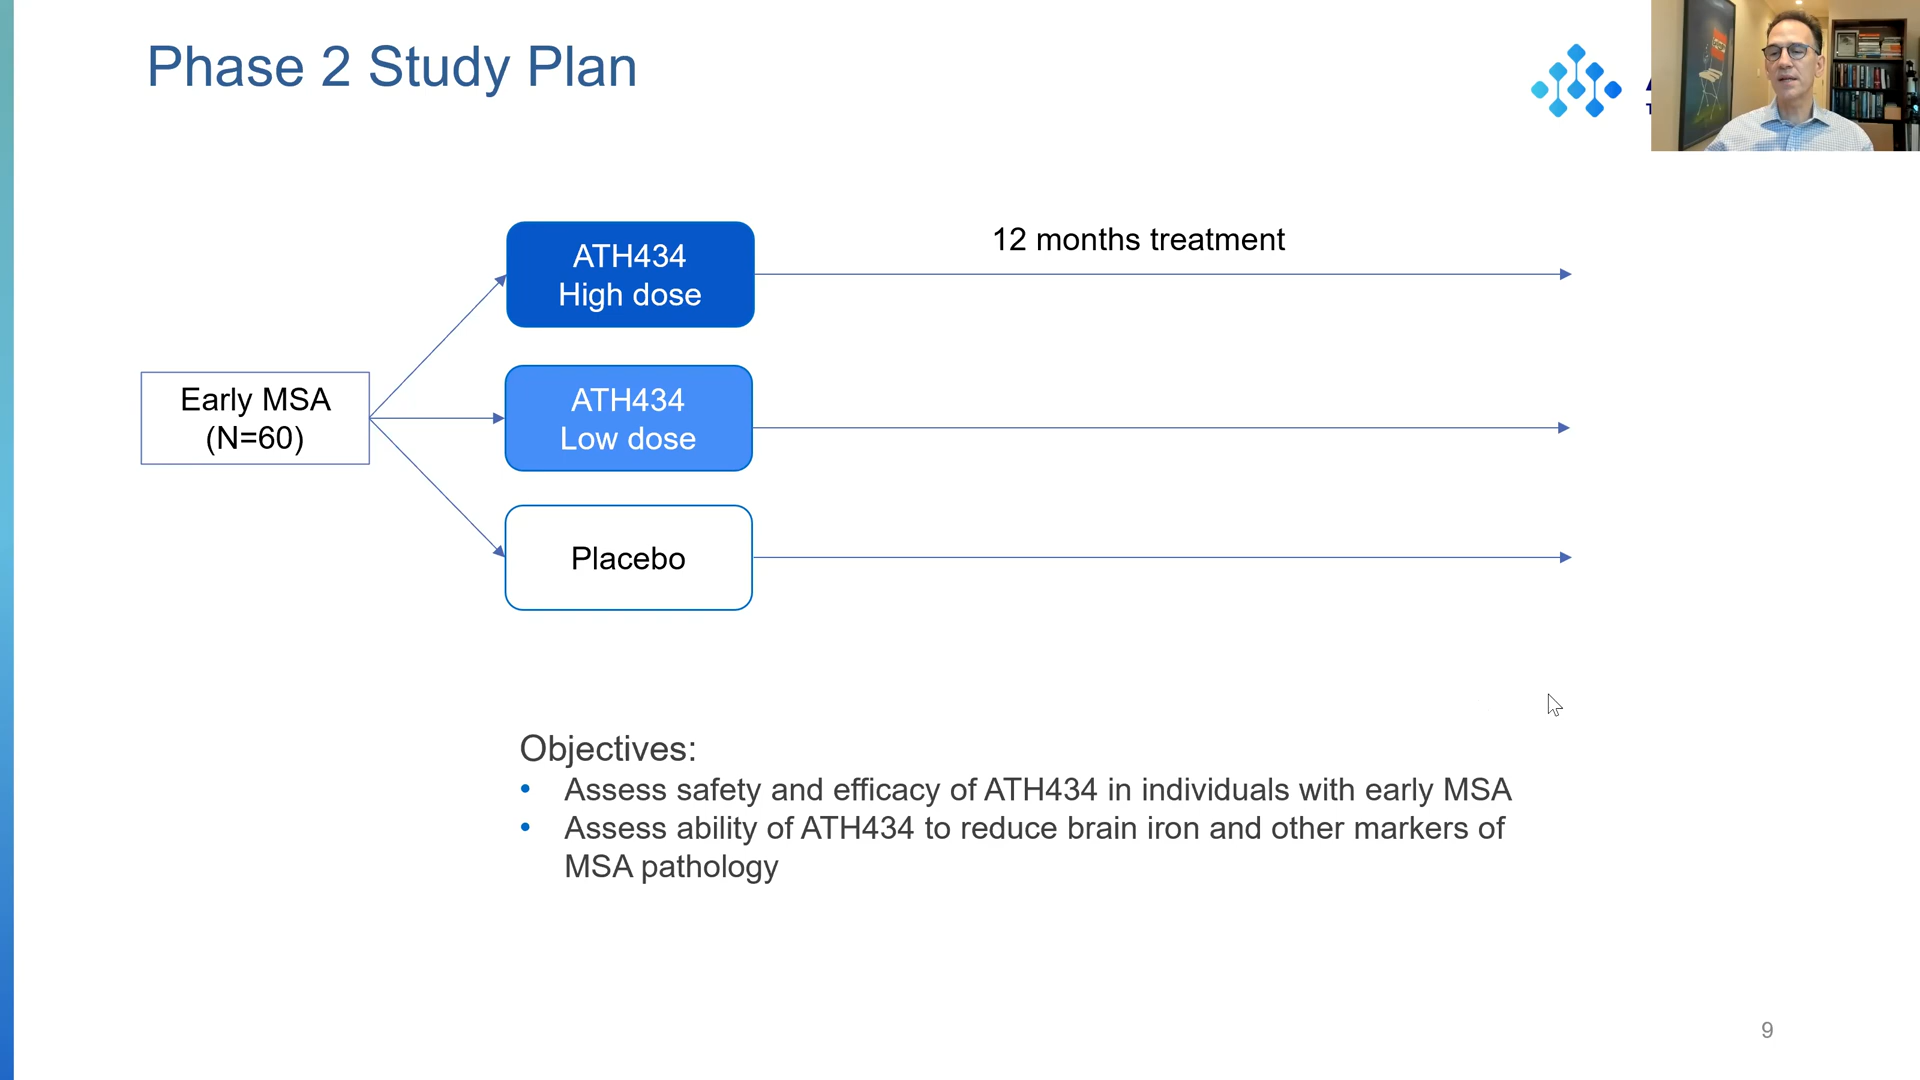 Phase 2 Study Plan
12 months treatment
ATH434
High dose
Early MSA
(N=60)
ATH434
Low dose
Placebo
Objectives:
• Assess safety and efficacy of ATH434 in individuals with early MSA
• Assess ability of ATH434 to reduce brain iron and other markers of
MSA pathology
9